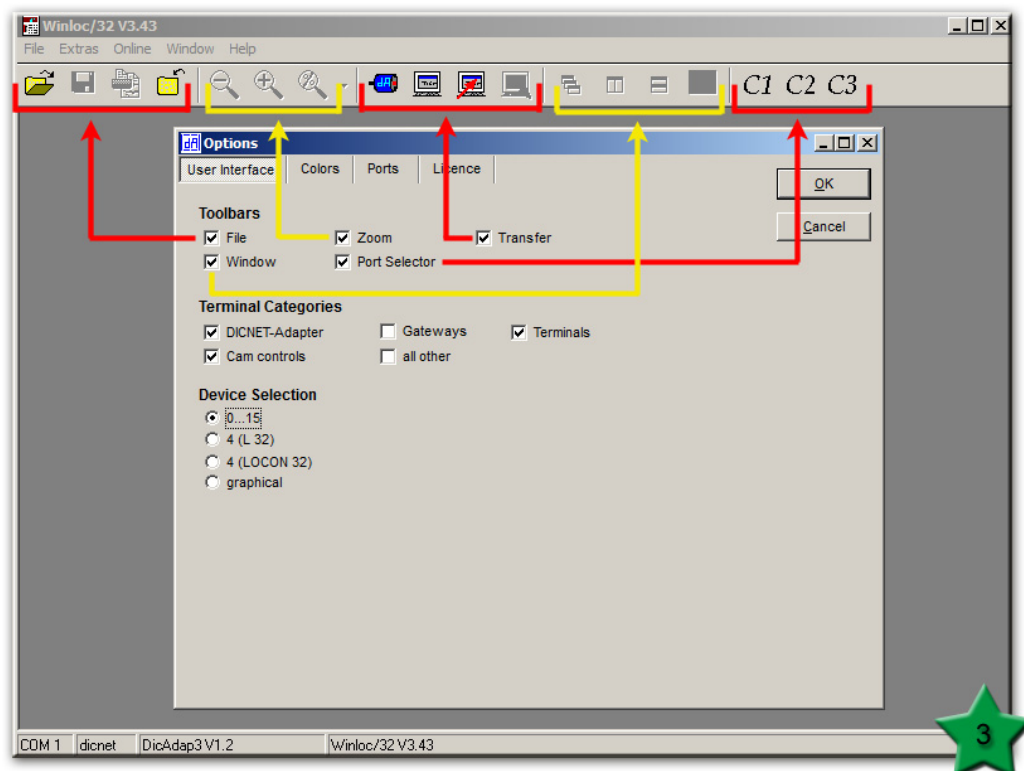 Winloc/32 V3.43
File Extras Online Window Help
C1 C2 C3
dA Options
User Interface Colors Ports Licence
OK
Cancel
Toolbars
File Zoom Transfer
Window Port Selector
Terminal Categories
DICNET-Adapter Gateways Terminals
Cam controls all other
Device Selection
0...15
4 (L 32)
4 (LOCON 32)
graphical
3
COM 1 dicnet DicAdap3 V1.2 Winloc/32 V3.43